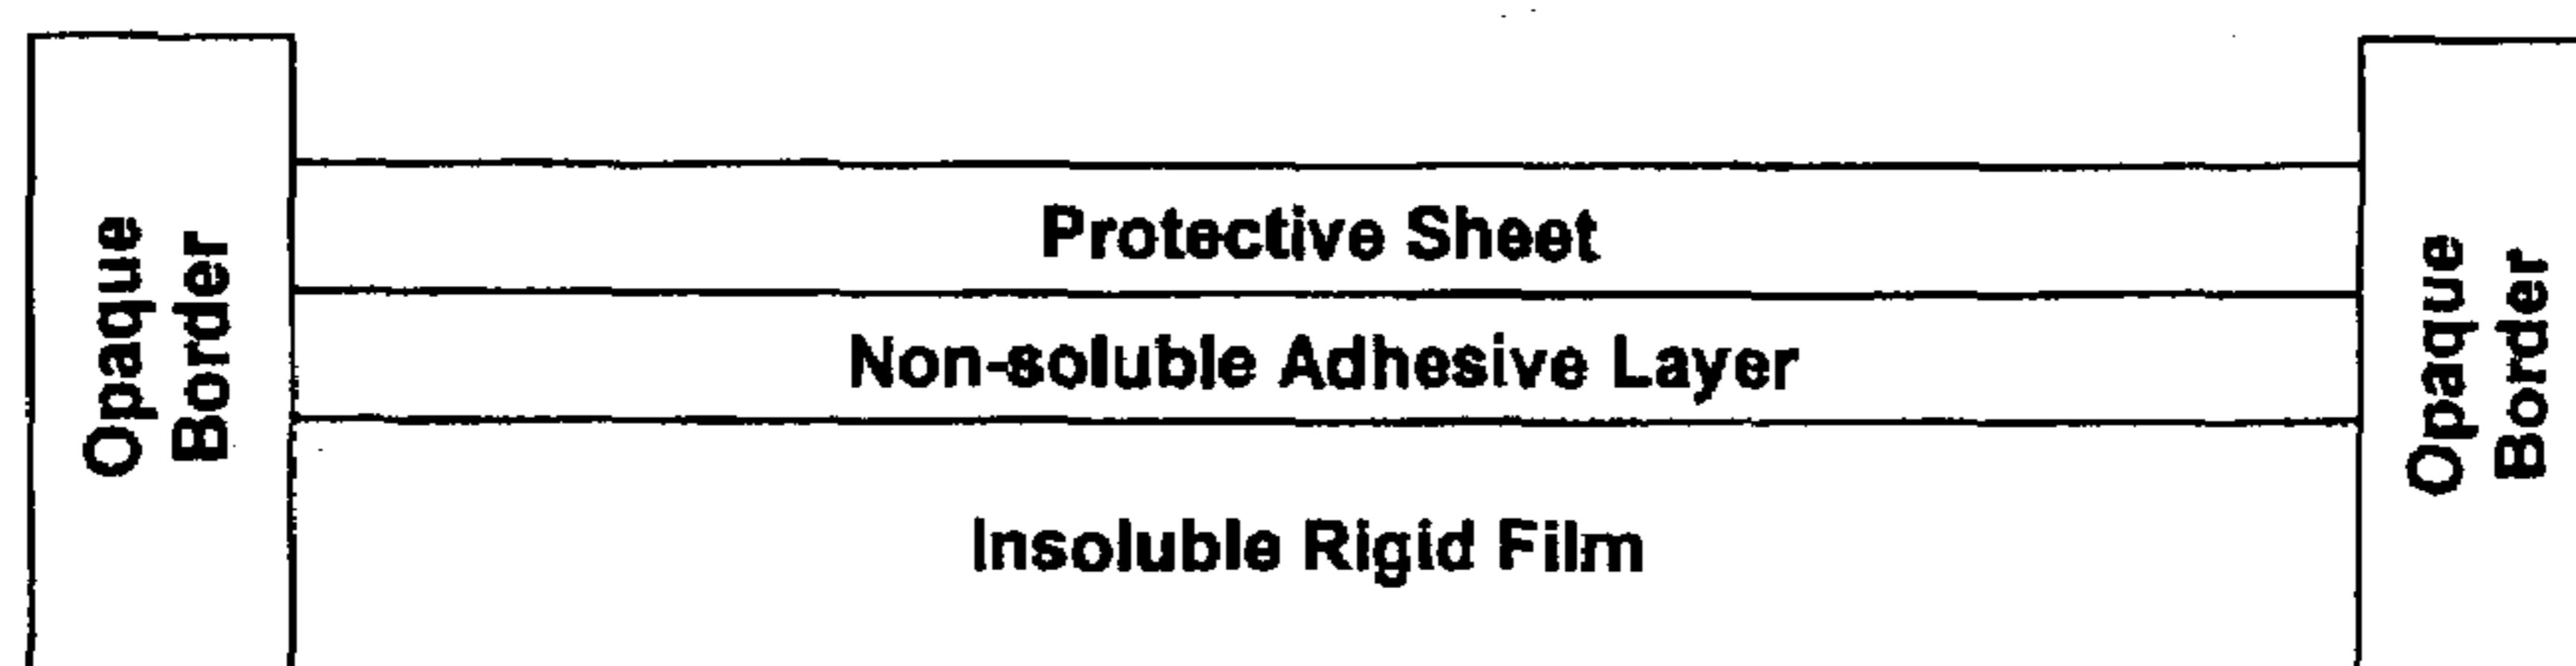 Opaque
Border
Protective Sheet
Non-soluble Adhesive Layer
Insoluble Rigid Film
Opaque
Border